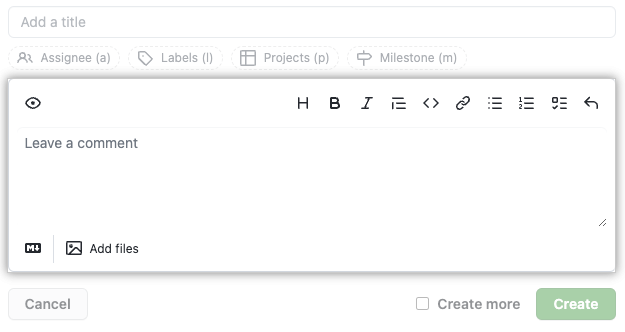 Add a title
Assignee (a) Labels (l) Projects (p) Milestone (m)
H B I
Leave a comment
M Add files
Cancel Create more Create